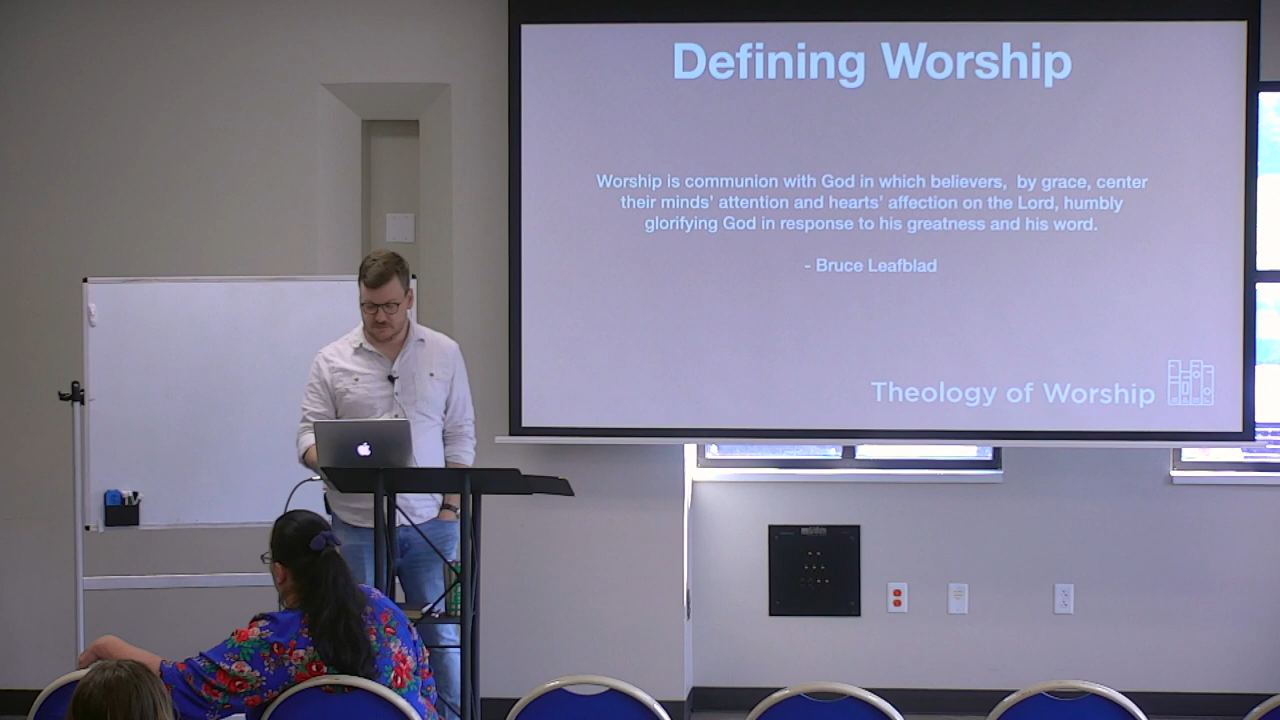 Defining Worship
Worship is communion with God in which believers,  by grace, center
their minds' attention and hearts' affection on the Lord, humbly
glorifying God in response to his greatness and his word.
- Bruce Leafblad
Theology of Worship